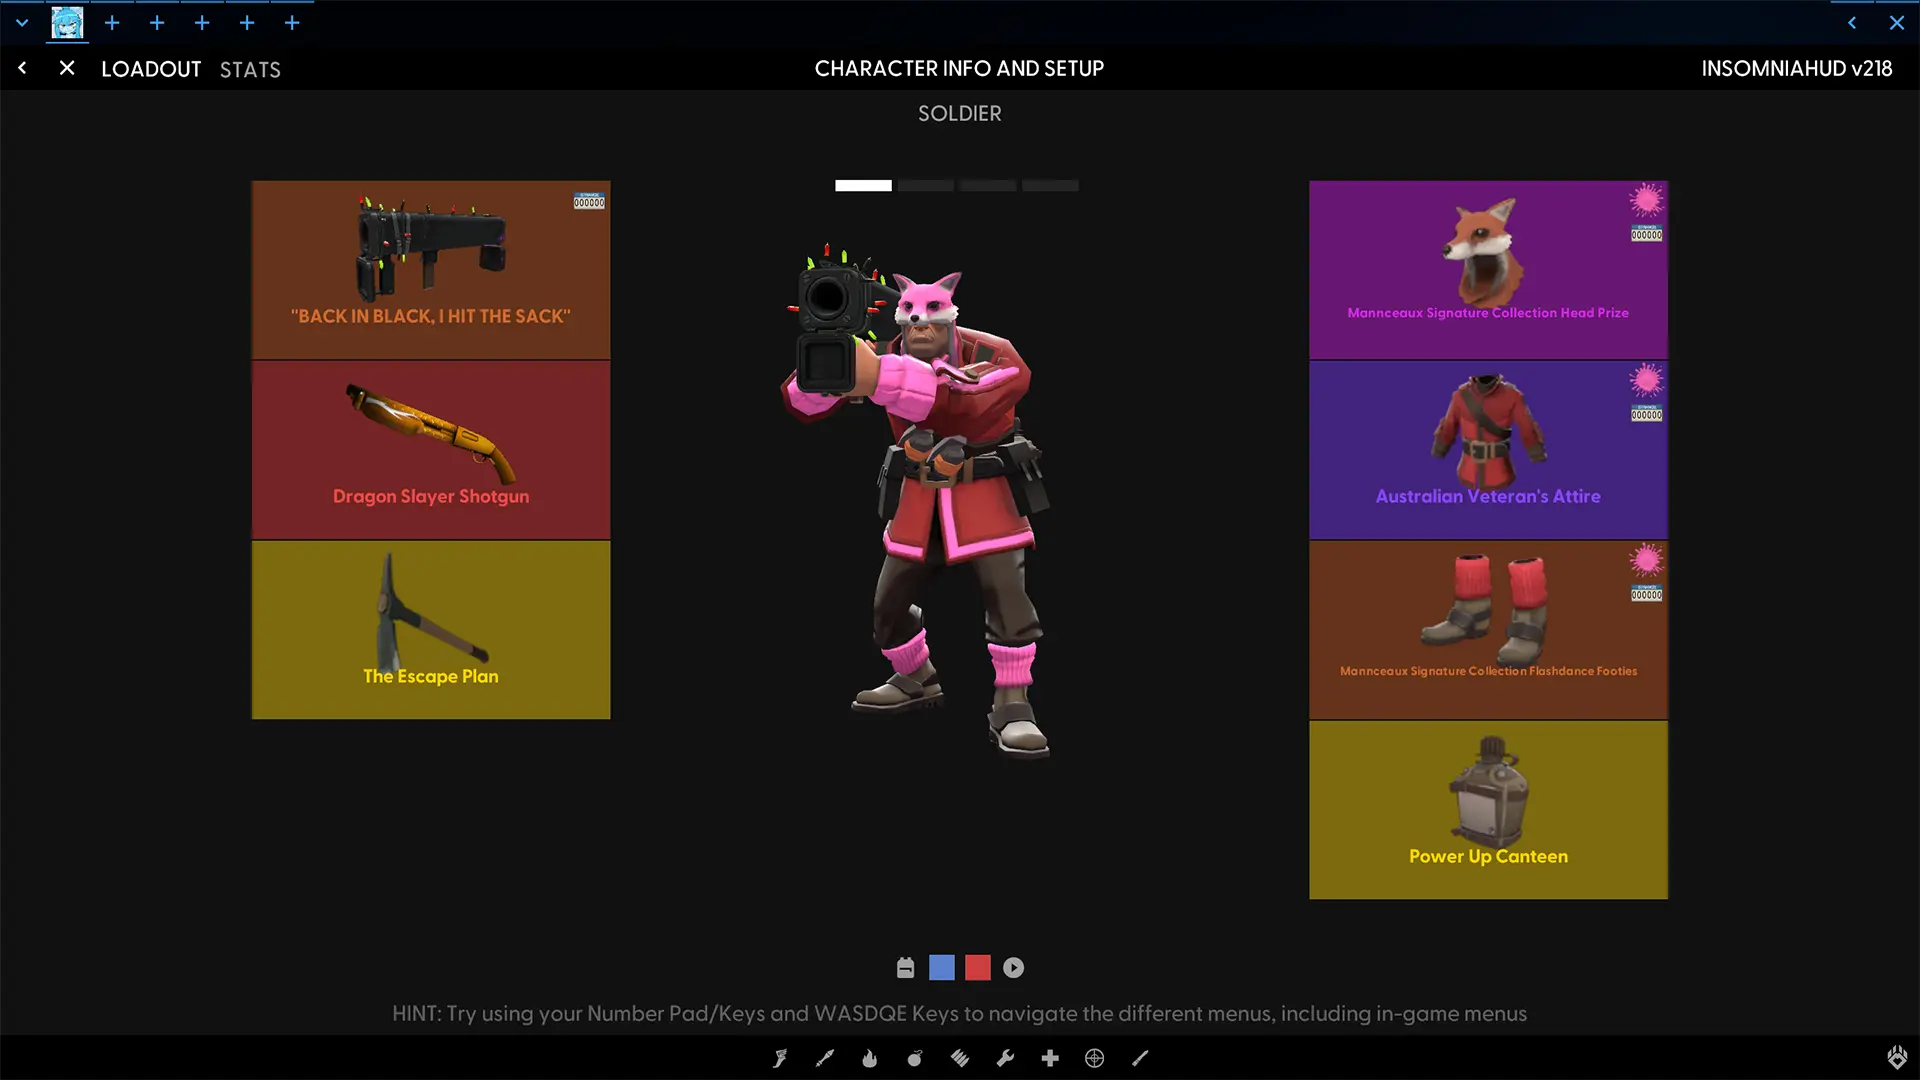 LOADOUT STATS
CHARACTER INFO AND SETUP
INSOMNIAHUD v218
SOLDIER
000000
"BACK IN BLACK, I HIT THE SACK"
Dragon Slayer Shotgun
The Escape Plan
000000
Mannceaux Signature Collection Head Prize
000000
Australian Veteran's Attire
000000
Mannceaux Signature Collection Flashdance Footies
Power Up Canteen
HINT: Try using your Number Pad/Keys and WASDQE Keys to navigate the different menus, including in-game menus